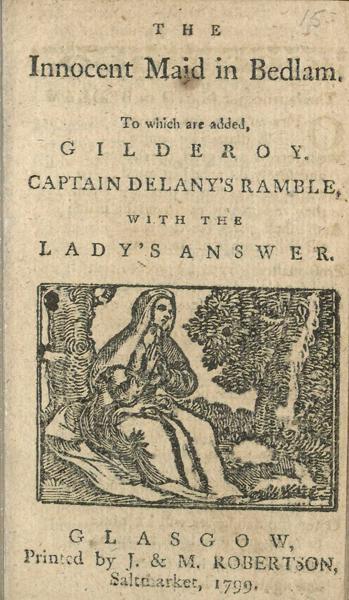 15-
THE
Innocent Maid in Bedlam.
To which are added,
GILDEROY.
CAPTAIN DELANY'S RAMBLE,
WITH THE
LADY'S ANSWER.
GLASGOW,
Printed by J. & M. ROBERTSON,
Saltmarket, 1799.